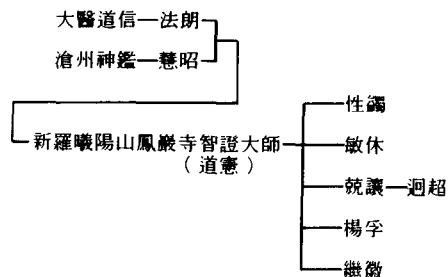 大醫道信—法朗
滄州神鑑—慧昭
新羅曦陽山鳳巖寺智證大師
（道憲）
性蠲
敏休
兢讓—迥超
楊孚
繼徽